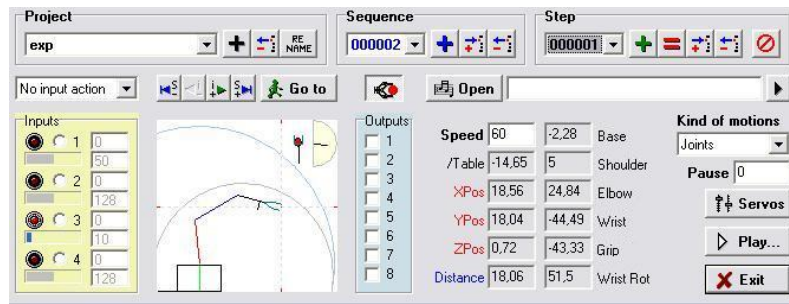 Project Sequence Step
exp RE NAME 000002 000001
No input action S i i S Go to Open
Inputs Outputs Kind of motions
1 0 1 Speed 60 -2,28 Base Joints
50 2 /Table -14,65 5 Shoulder Pause 0
2 0 3 XPos 18,56 24,84 Elbow
128 4 YPos 18,04 -44,49 Wrist Servos
3 0 5 ZPos 0,72 -43,33 Grip
10 6 Distance 18,06 51,5 Wrist Rot Play...
4 0 7
128 8 Exit